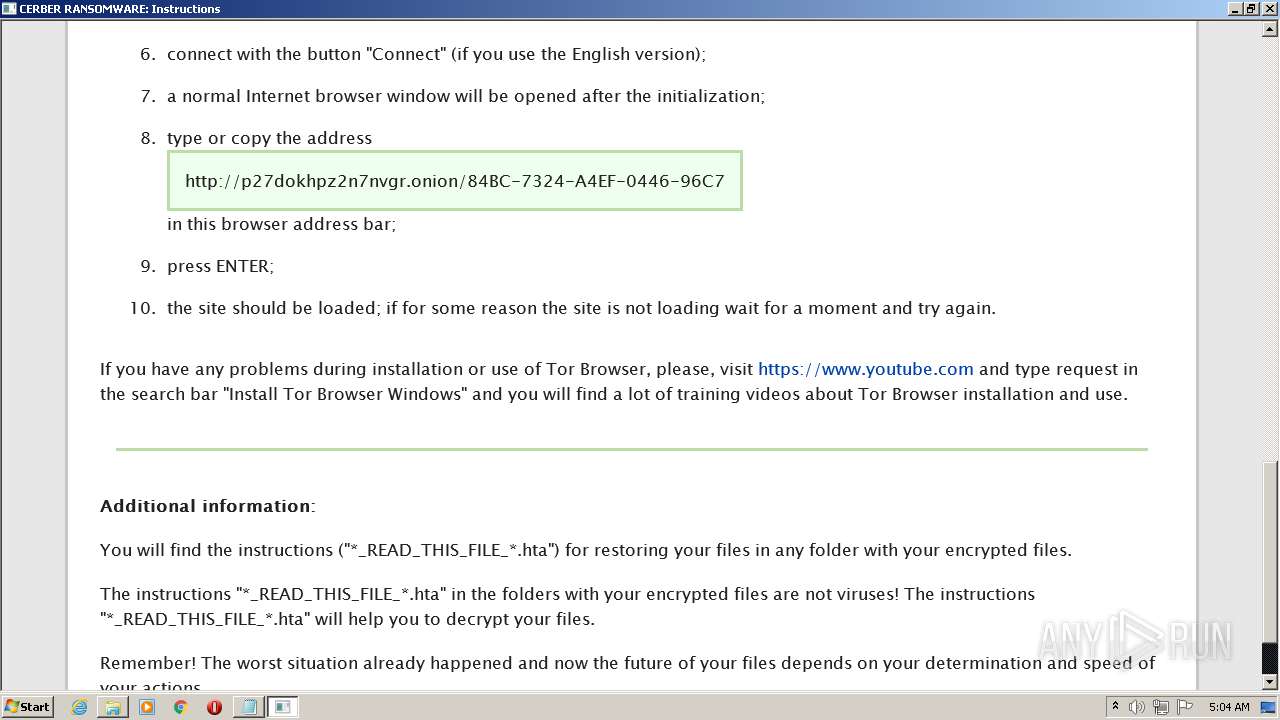 CERBER RANSOMWARE: Instructions
6. connect with the button "Connect" (if you use the English version);
7. a normal Internet browser window will be opened after the initialization;
8. type or copy the address
http://p27dokhpz2n7nvgr.onion/84BC-7324-A4EF-0446-96C7
in this browser address bar;
9. press ENTER;
10. the site should be loaded; if for some reason the site is not loading wait for a moment and try again.
If you have any problems during installation or use of Tor Browser, please, visit https://www.youtube.com and type request in
the search bar "Install Tor Browser Windows" and you will find a lot of training videos about Tor Browser installation and use.
Additional information:
You will find the instructions ("*_READ_THIS_FILE_*.hta") for restoring your files in any folder with your encrypted files.
The instructions "*_READ_THIS_FILE_*.hta" in the folders with your encrypted files are not viruses! The instructions
"*_READ_THIS_FILE_*.hta" will help you to decrypt your files.
Remember! The worst situation already happened and now the future of your files depends on your determination and speed of
your actions
ANY RUN
Start
5:04 AM